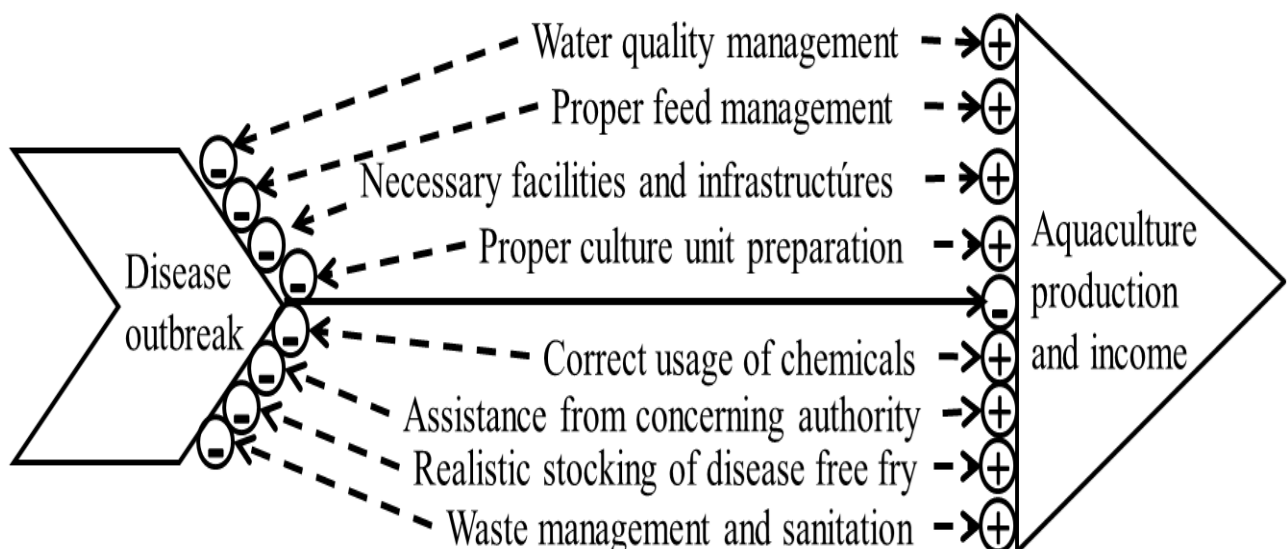 Water quality management
Proper feed management
Necessary facilities and infrastructúres
Proper culture unit preparation
Disease
outbreak
Aquaculture
production
and income
Correct usage of chemicals
Assistance from concerning authority
Realistic stocking of disease free fry
Waste management and sanitation
+
+
+
+
-
+
+
+
+
-
-
-
-
-
-
-
-